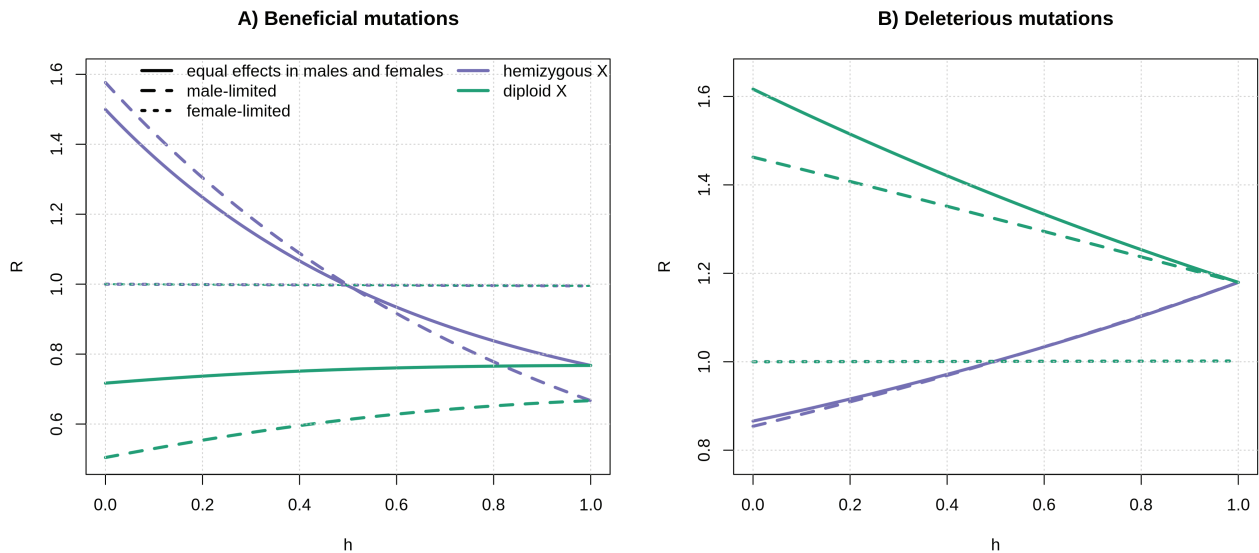 A) Beneficial mutations
B) Deleterious mutations
equal effects in males and females
male-limited
female-limited
hemizygous X
diploid X
R
0.6
0.8
1.0
1.2
1.4
1.6
0.0
0.2
0.4
0.6
0.8
1.0
h
R
0.8
1.0
1.2
1.4
1.6
0.0
0.2
0.4
0.6
0.8
1.0
h